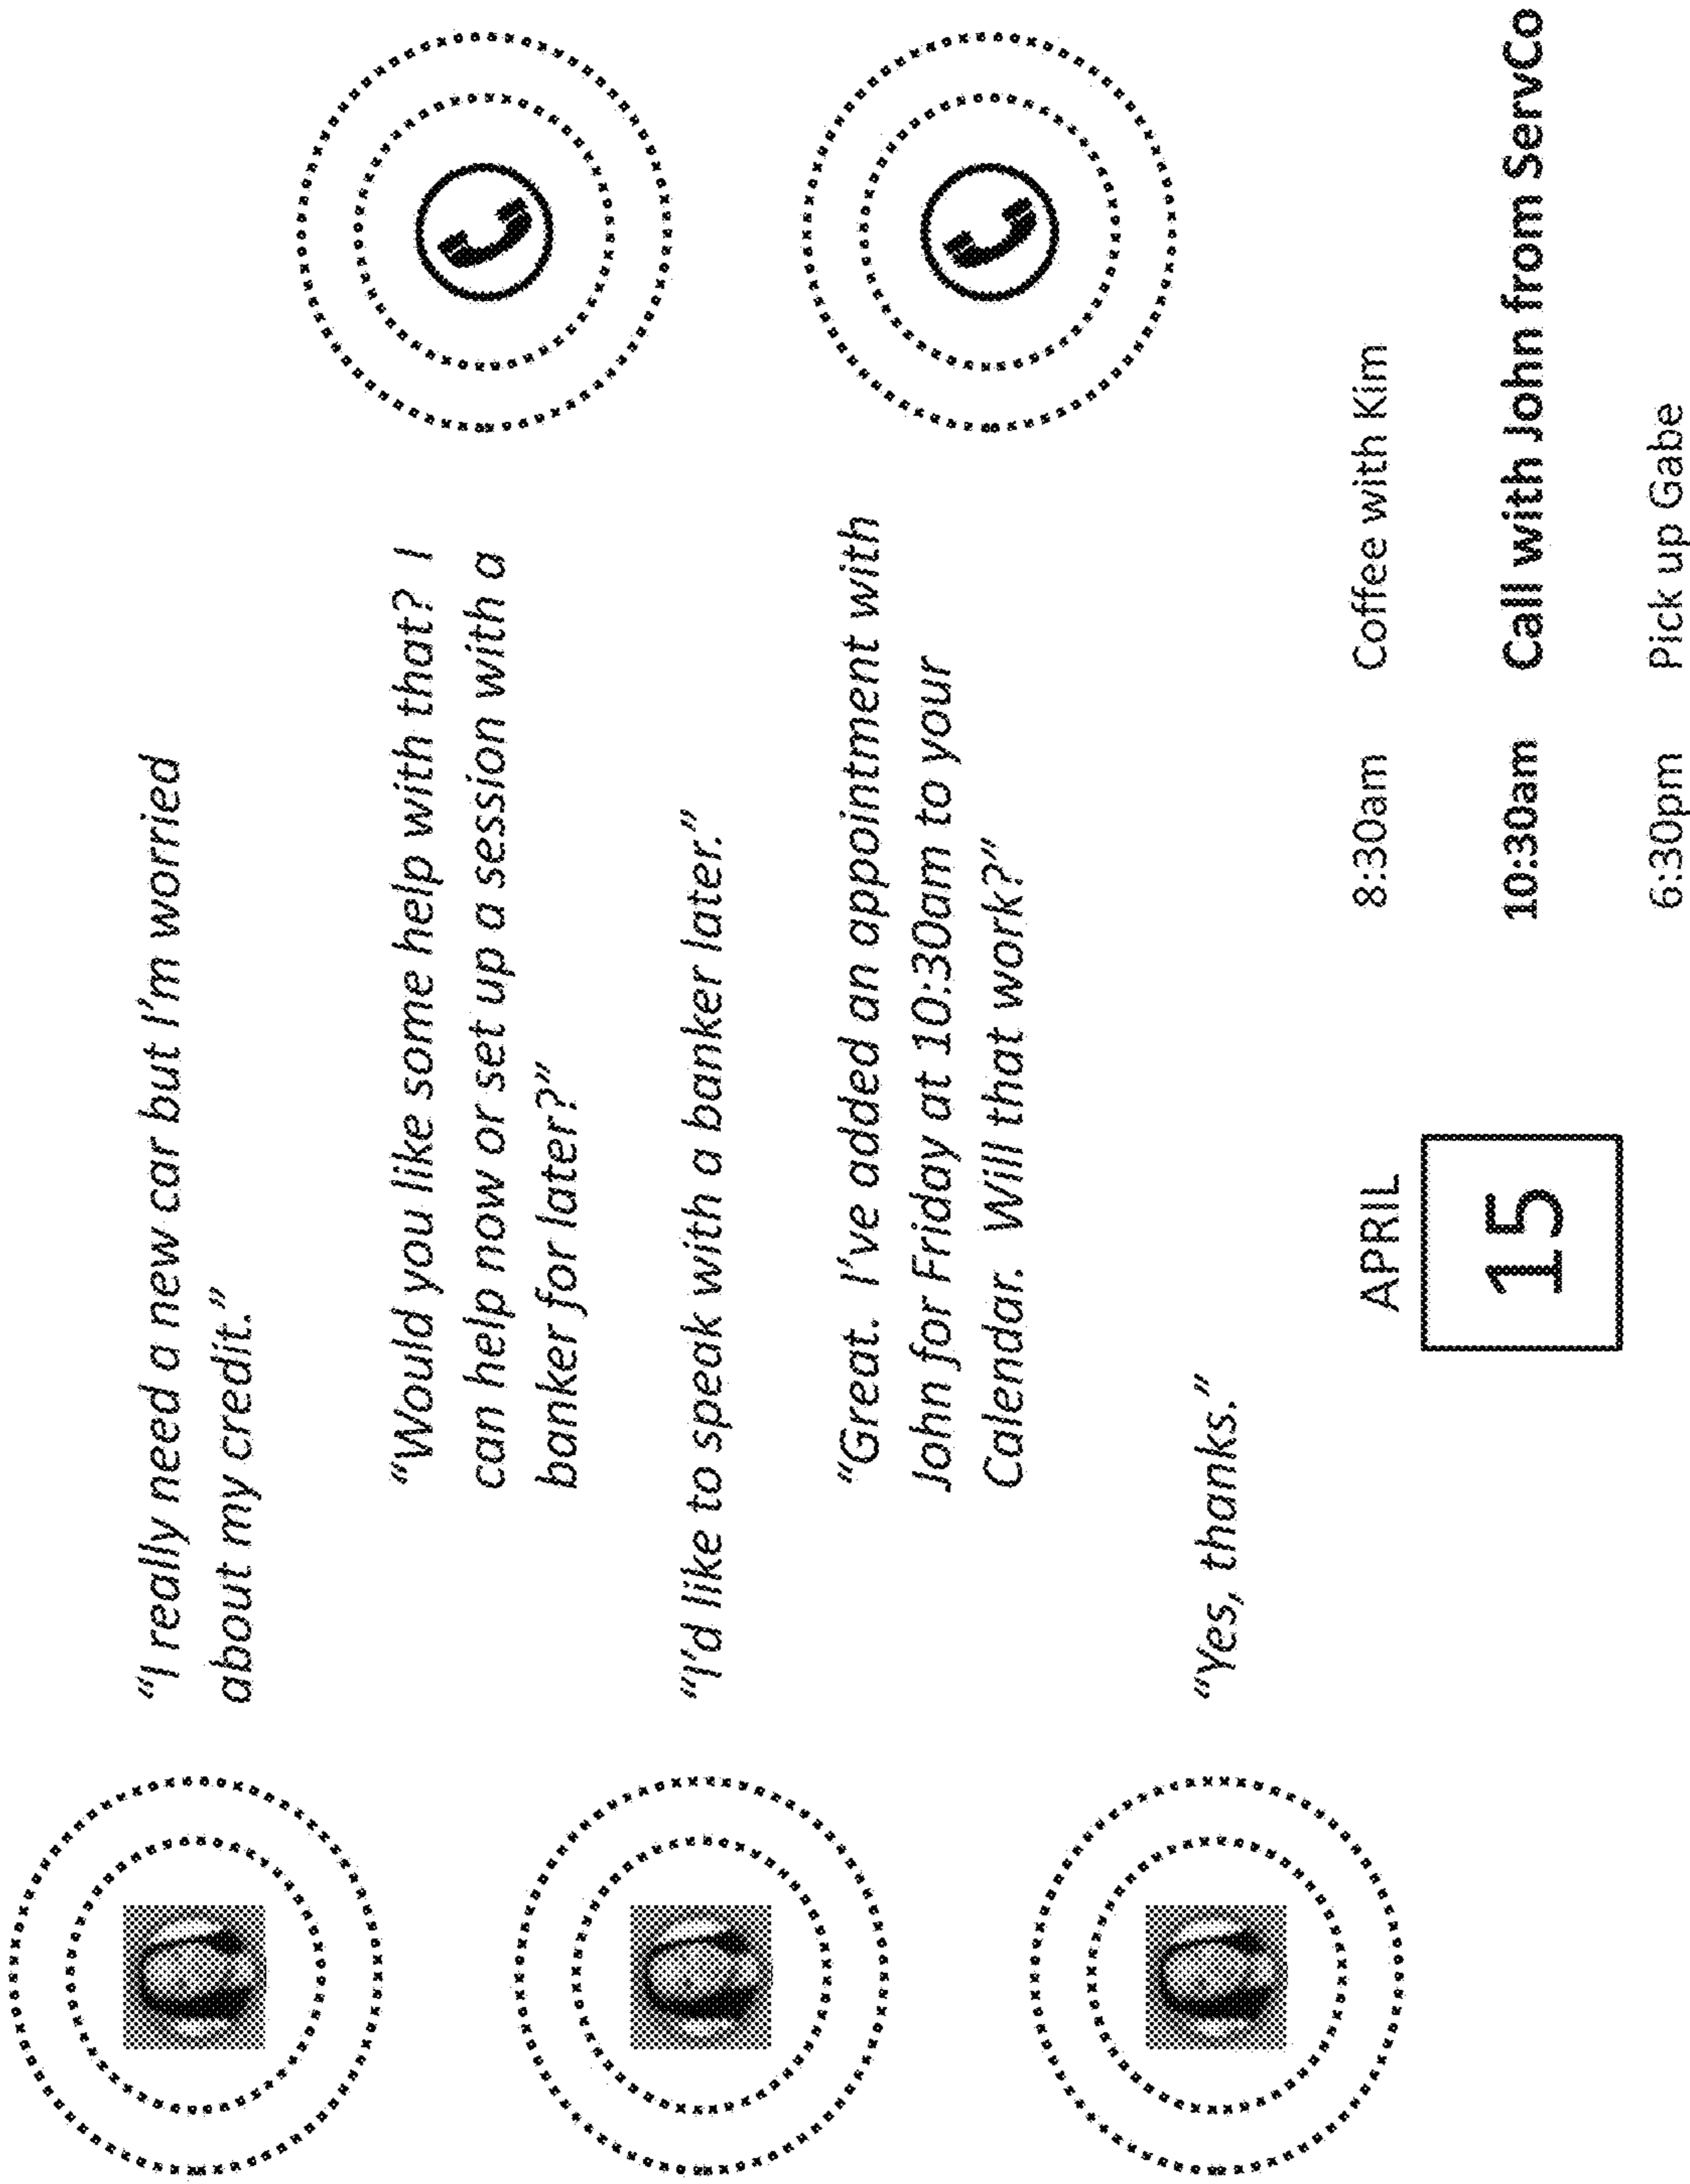 “I really need a new car but I’m worried
about my credit.”
“Would you like some help with that?  I
can help now or set up a session with a
banker for later?”
“I’d like to speak with a banker later.”
“Great.  I’ve added an appointment with
John for Friday at 10:30am to your
Calendar.  Will that work?”
“Yes, thanks.”
APRIL
15
8:30am Coffee with Kim
10:30am Call with John from ServCo
6:30pm Pick up Gabe